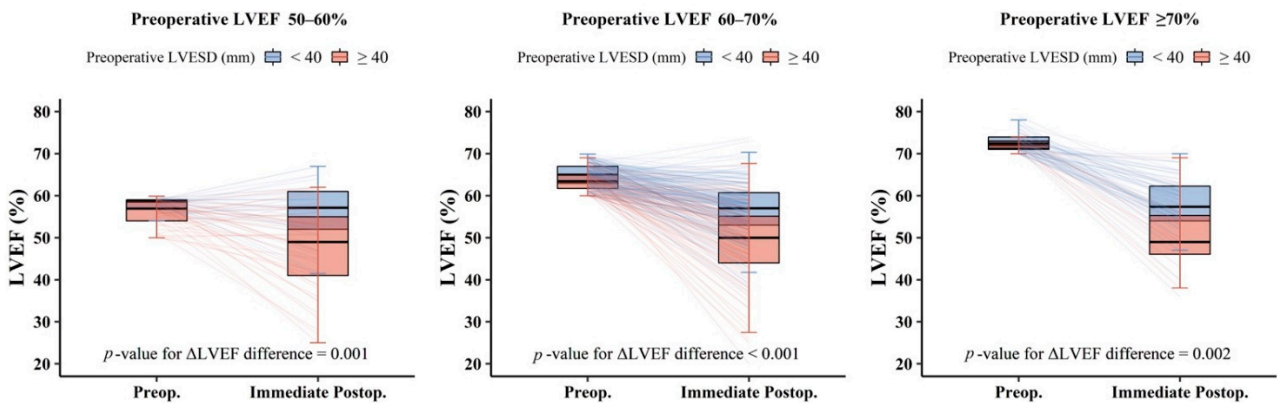 Preoperative LVEF 50–60%
Preoperative LVESD (mm) < 40 ≥ 40
LVEF (%)
80
70
60
50
40
30
20
p -value for ΔLVEF difference = 0.001
Preop. Immediate Postop.
Preoperative LVEF 60–70%
Preoperative LVESD (mm) < 40 ≥ 40
LVEF (%)
80
70
60
50
40
30
20
p -value for ΔLVEF difference < 0.001
Preop. Immediate Postop.
Preoperative LVEF ≥70%
Preoperative LVESD (mm) < 40 ≥ 40
LVEF (%)
80
70
60
50
40
30
20
p -value for ΔLVEF difference = 0.002
Preop. Immediate Postop.